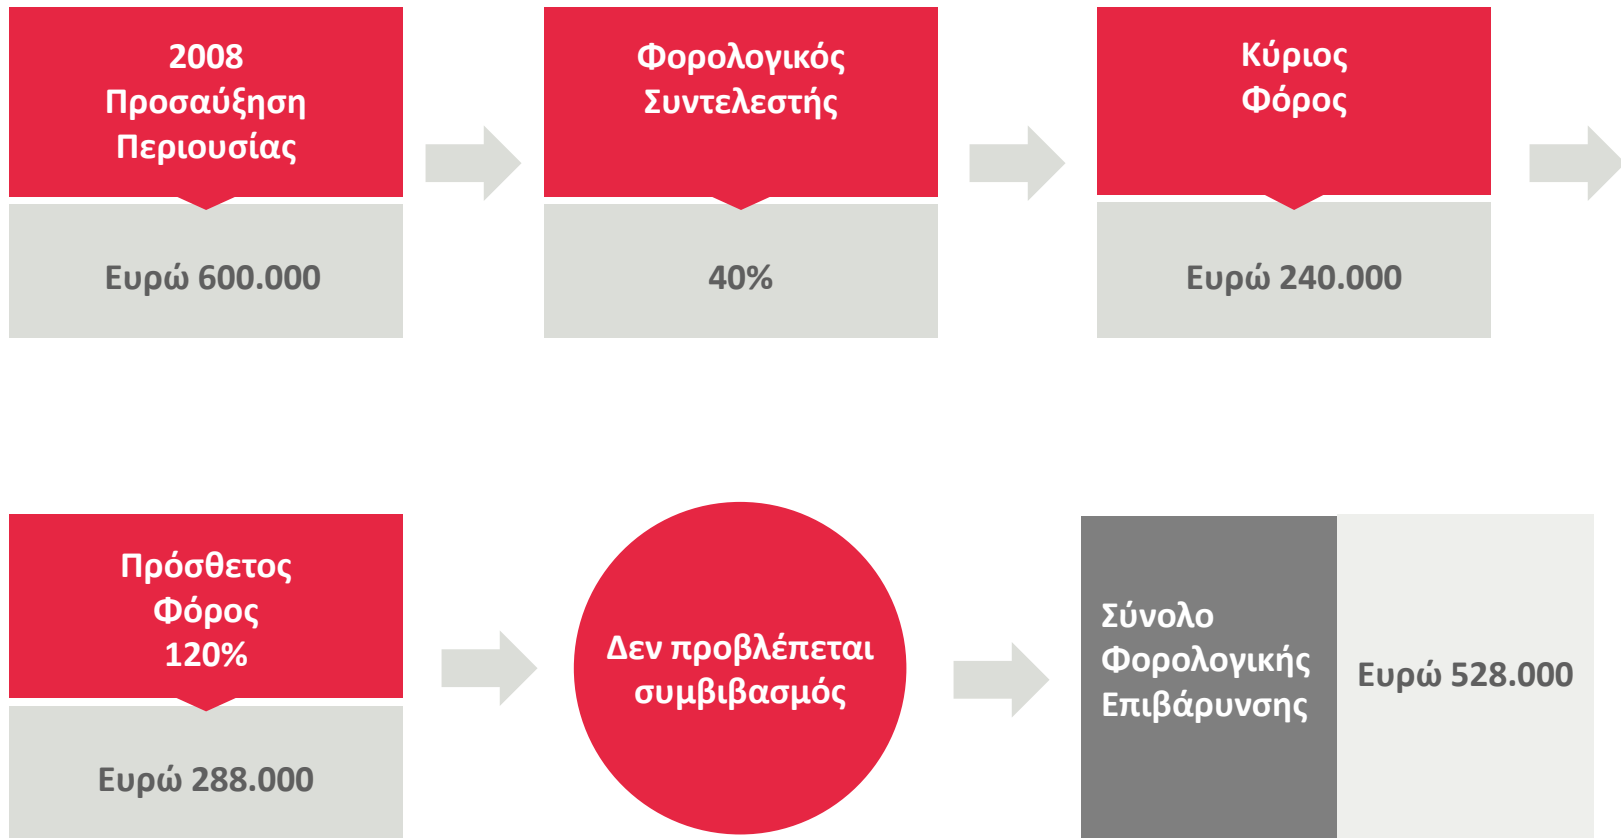 2008
Προσαύξηση
Περιουσίας
Ευρώ 600.000
Φορολογικός
Συντελεστής
40%
Κύριος
Φόρος
Ευρώ 240.000
Πρόσθετος
Φόρος
120%
Ευρώ 288.000
Δεν προβλέπεται
συμβιβασμός
Σύνολο
Φορολογικής
Επιβάρυνσης
Ευρώ 528.000